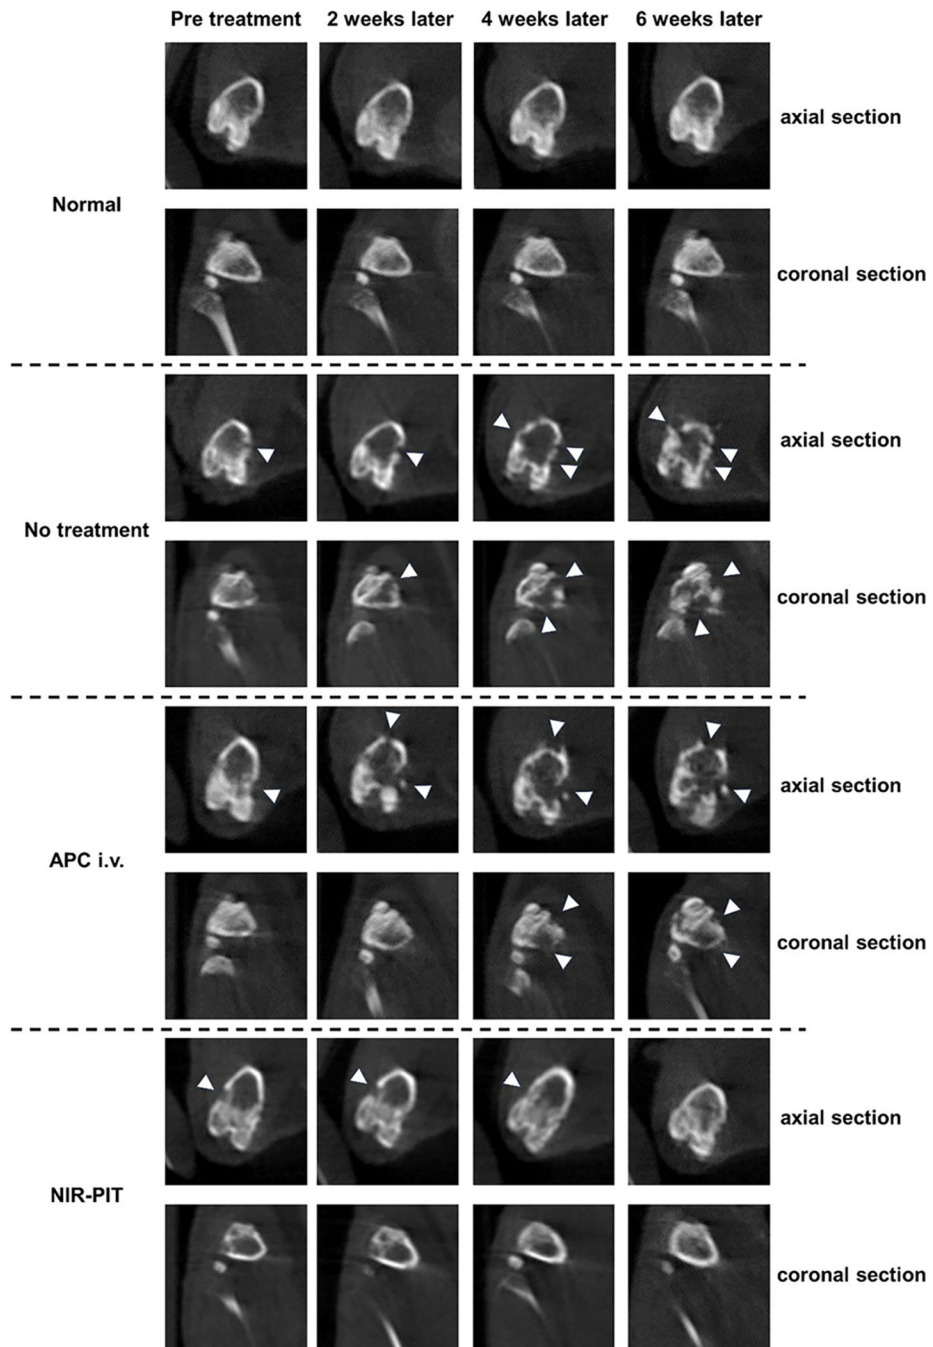 Pre treatment 2 weeks later 4 weeks later 6 weeks later
axial section
Normal
coronal section
axial section
No treatment
coronal section
axial section
APC i.v.
coronal section
axial section
NIR-PIT
coronal section